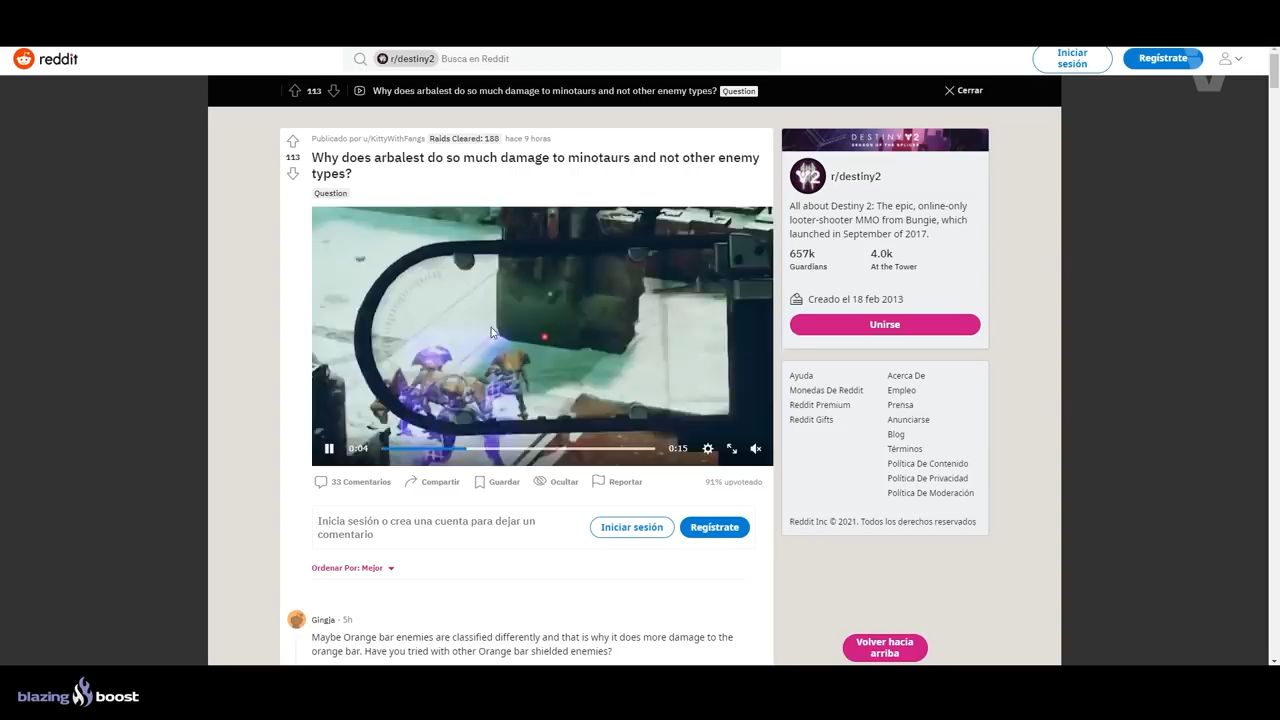 reddit
r/destiny2 Busca en Reddit
Iniciar sesión
Regístrate
113 Why does arbalest do so much damage to minotaurs and not other enemy types? Question
Cerrar
Publicado por u/KittyWithFangs Raids Cleared: 188 hace 9 horas
113
Why does arbalest do so much damage to minotaurs and not other enemy
types?
Question
0:04
0:15
33 Comentarios Compartir Guardar Ocultar Reportar 91% upvoteado
Inicia sesión o crea una cuenta para dejar un
comentario
Iniciar sesión
Regístrate
Ordenar Por: Mejor
Gingja · 5h
Maybe Orange bar enemies are classified differently and that is why it does more damage to the
orange bar. Have you tried with other Orange bar shielded enemies?
DESTINY 2
SEASON OF THE SPLICER
r/destiny2
All about Destiny 2: The epic, online-only
looter-shooter MMO from Bungie, which
launched in September of 2017.
657k 4.0k
Guardians At the Tower
Creado el 18 feb 2013
Unirse
Ayuda Acerca De
Monedas De Reddit Empleo
Reddit Premium Prensa
Reddit Gifts Anunciarse
Blog
Términos
Política De Contenido
Política De Privacidad
Política De Moderación
Reddit Inc © 2021. Todos los derechos reservados
Volver hacia
arriba
blazing boost